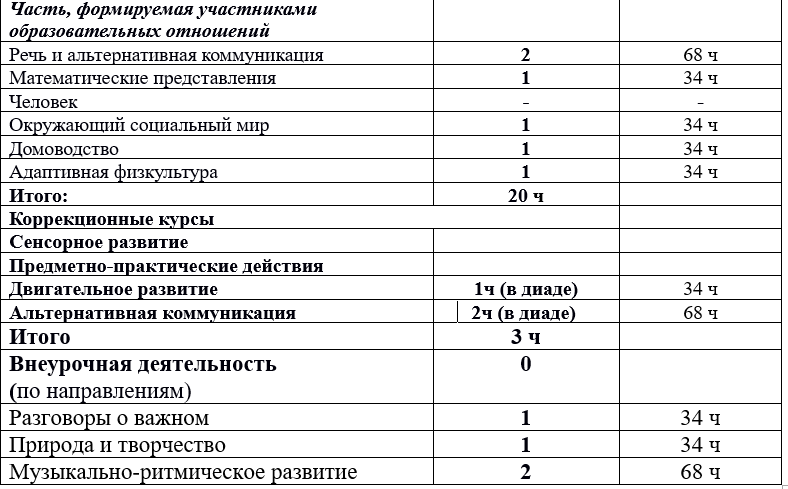 Часть, формируемая участниками
образовательных отношений
Речь и альтернативная коммуникация 2 68 ч
Математические представления 1 34 ч
Человек - -
Окружающий социальный мир 1 34 ч
Домоводство 1 34 ч
Адаптивная физкультура 1 34 ч
Итого: 20 ч
Коррекционные курсы
Сенсорное развитие
Предметно-практические действия
Двигательное развитие 1ч (в диаде) 34 ч
Альтернативная коммуникация 2ч (в диаде) 68 ч
Итого 3 ч
Внеурочная деятельность 0
(по направлениям)
Разговоры о важном 1 34 ч
Природа и творчество 1 34 ч
Музыкально-ритмическое развитие 2 68 ч